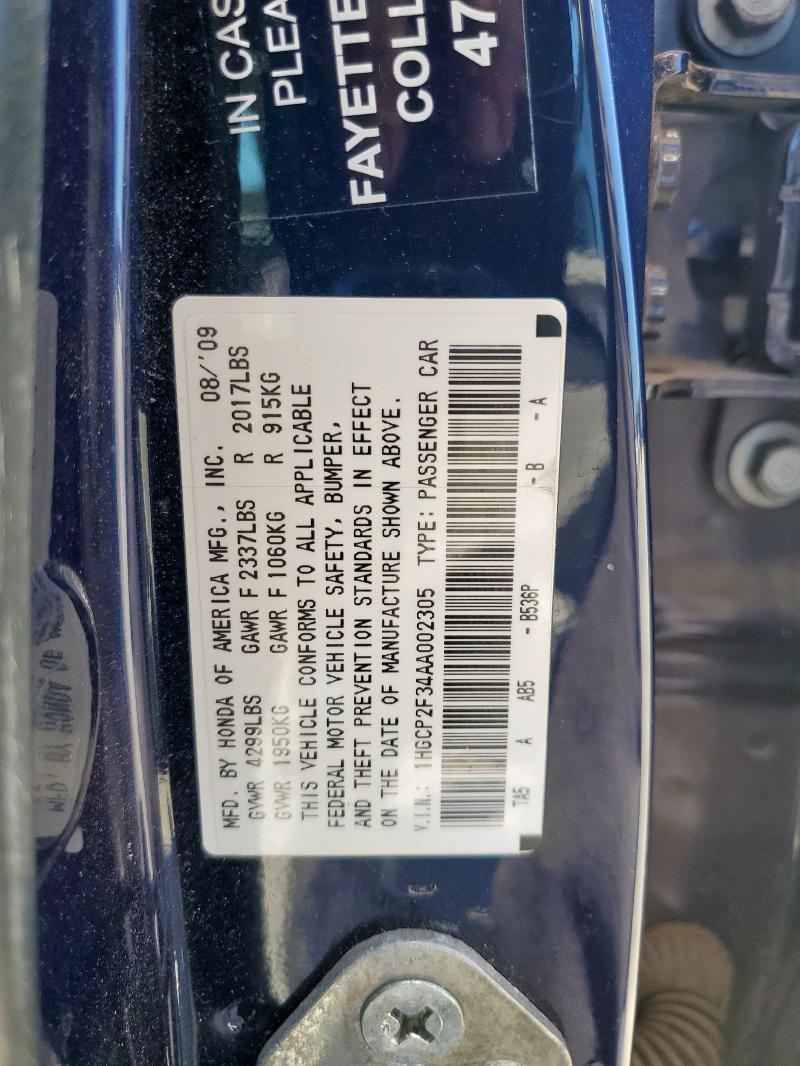 IN CAS
PLEA
FAYETTE
COLL
47
MFD. BY HONDA OF AMERICA MFG., INC. 08/'09
GVWR 4299LBS GAWR F 2337LBS R 2017LBS
GVWR 1950KG GAWR F 1060KG R 915KG
THIS VEHICLE CONFORMS TO ALL APPLICABLE
FEDERAL MOTOR VEHICLE SAFETY, BUMPER,
AND THEFT PREVENTION STANDARDS IN EFFECT
ON THE DATE OF MANUFACTURE SHOWN ABOVE.
V.I.N.: 1HGCP2F34AA002305 TYPE: PASSENGER CAR
TA5 A AB5 - B536P - B - A